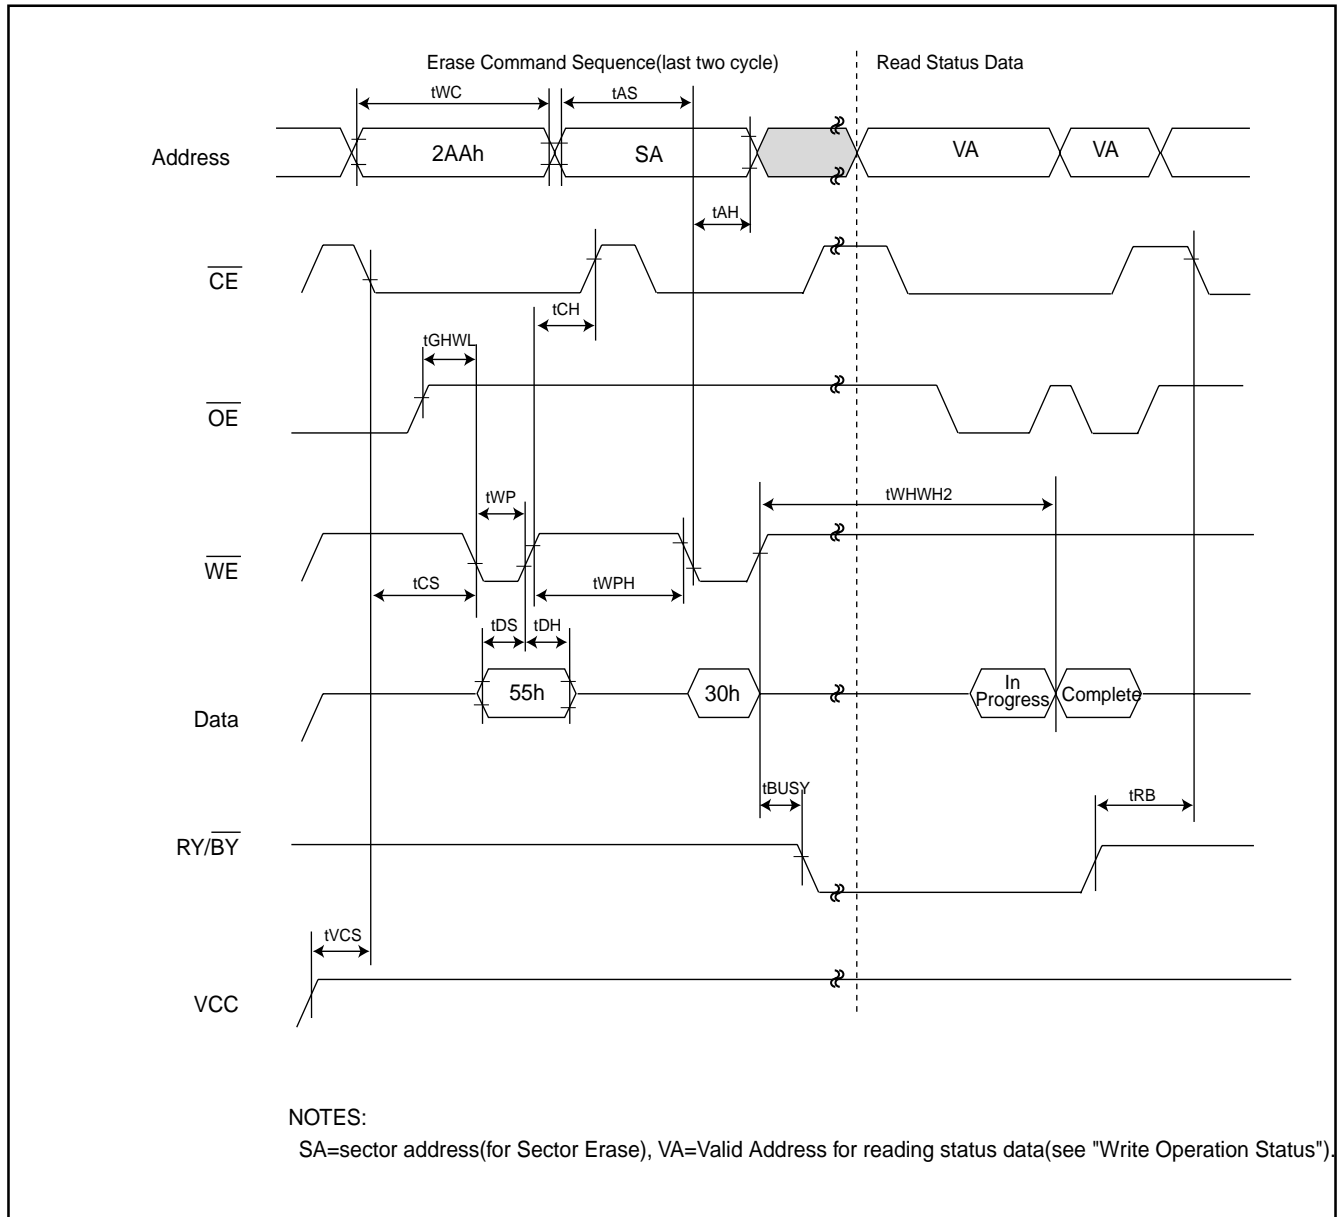 Erase Command Sequence(last two cycle)
Read Status Data
tWC
tAS
Address
2AAh
SA
VA
VA
tAH
CE
tCH
tGHWL
OE
tWP
tWHWH2
WE
tCS
tWPH
tDS
tDH
Data
55h
30h
In
Progress
Complete
tBUSY
tRB
RY/BY
tVCS
VCC
NOTES:
SA=sector address(for Sector Erase), VA=Valid Address for reading status data(see "Write Operation Status").